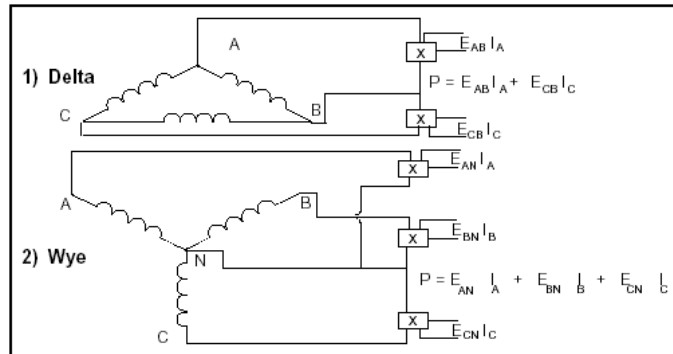 A
X
E_AB I_A
1) Delta
P = E_AB I_A + E_CB I_C
B
C
X
E_CB I_C
X
E_AN I_A
A
B
X
E_BN I_B
2) Wye
N
P = E_AN I_A + E_BN I_B + E_CN I_C
X
C
E_CN I_C